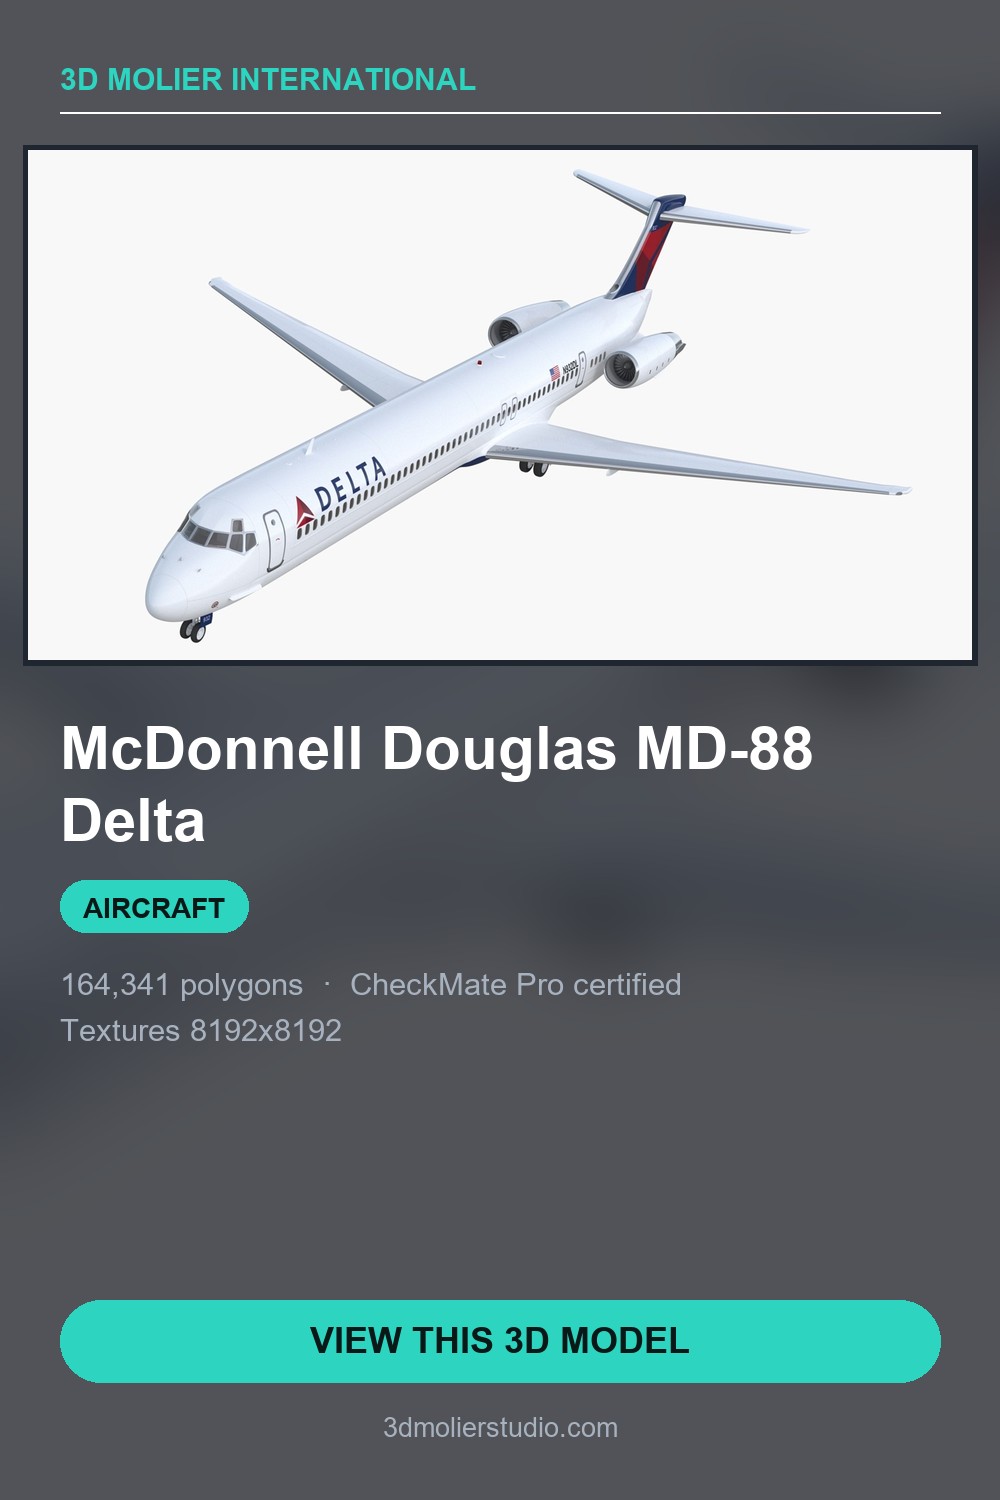 3D MOLIER INTERNATIONAL
DELTA
McDonnell Douglas MD-88
Delta
AIRCRAFT
164,341 polygons · CheckMate Pro certified
Textures 8192x8192
VIEW THIS 3D MODEL
3dmolierstudio.com